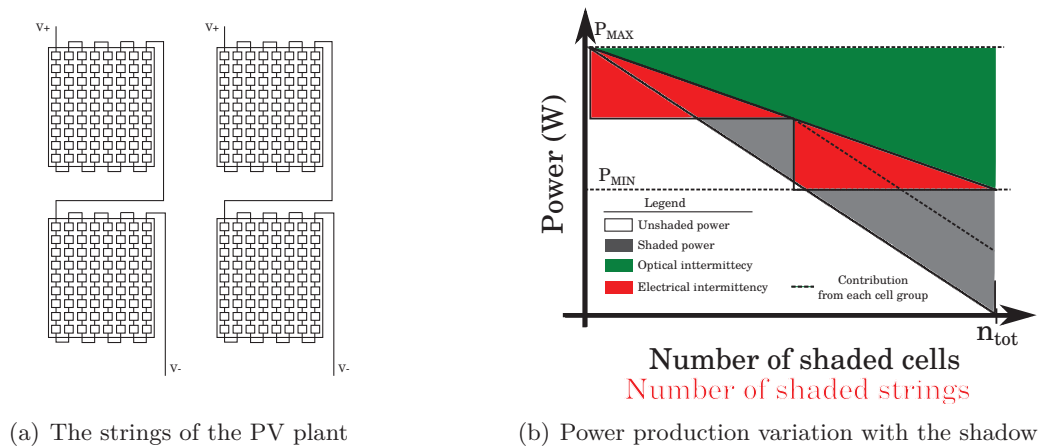 V+
V+
V-
V-
(a) The strings of the PV plant
P_MAX
Power (W)
P_MIN
Legend
Unshaded power
Shaded power
Optical inttermittecy
Electrical intermittency
Contribution
from each cell group
n_tot
Number of shaded cells
Number of shaded strings
(b) Power production variation with the shadow